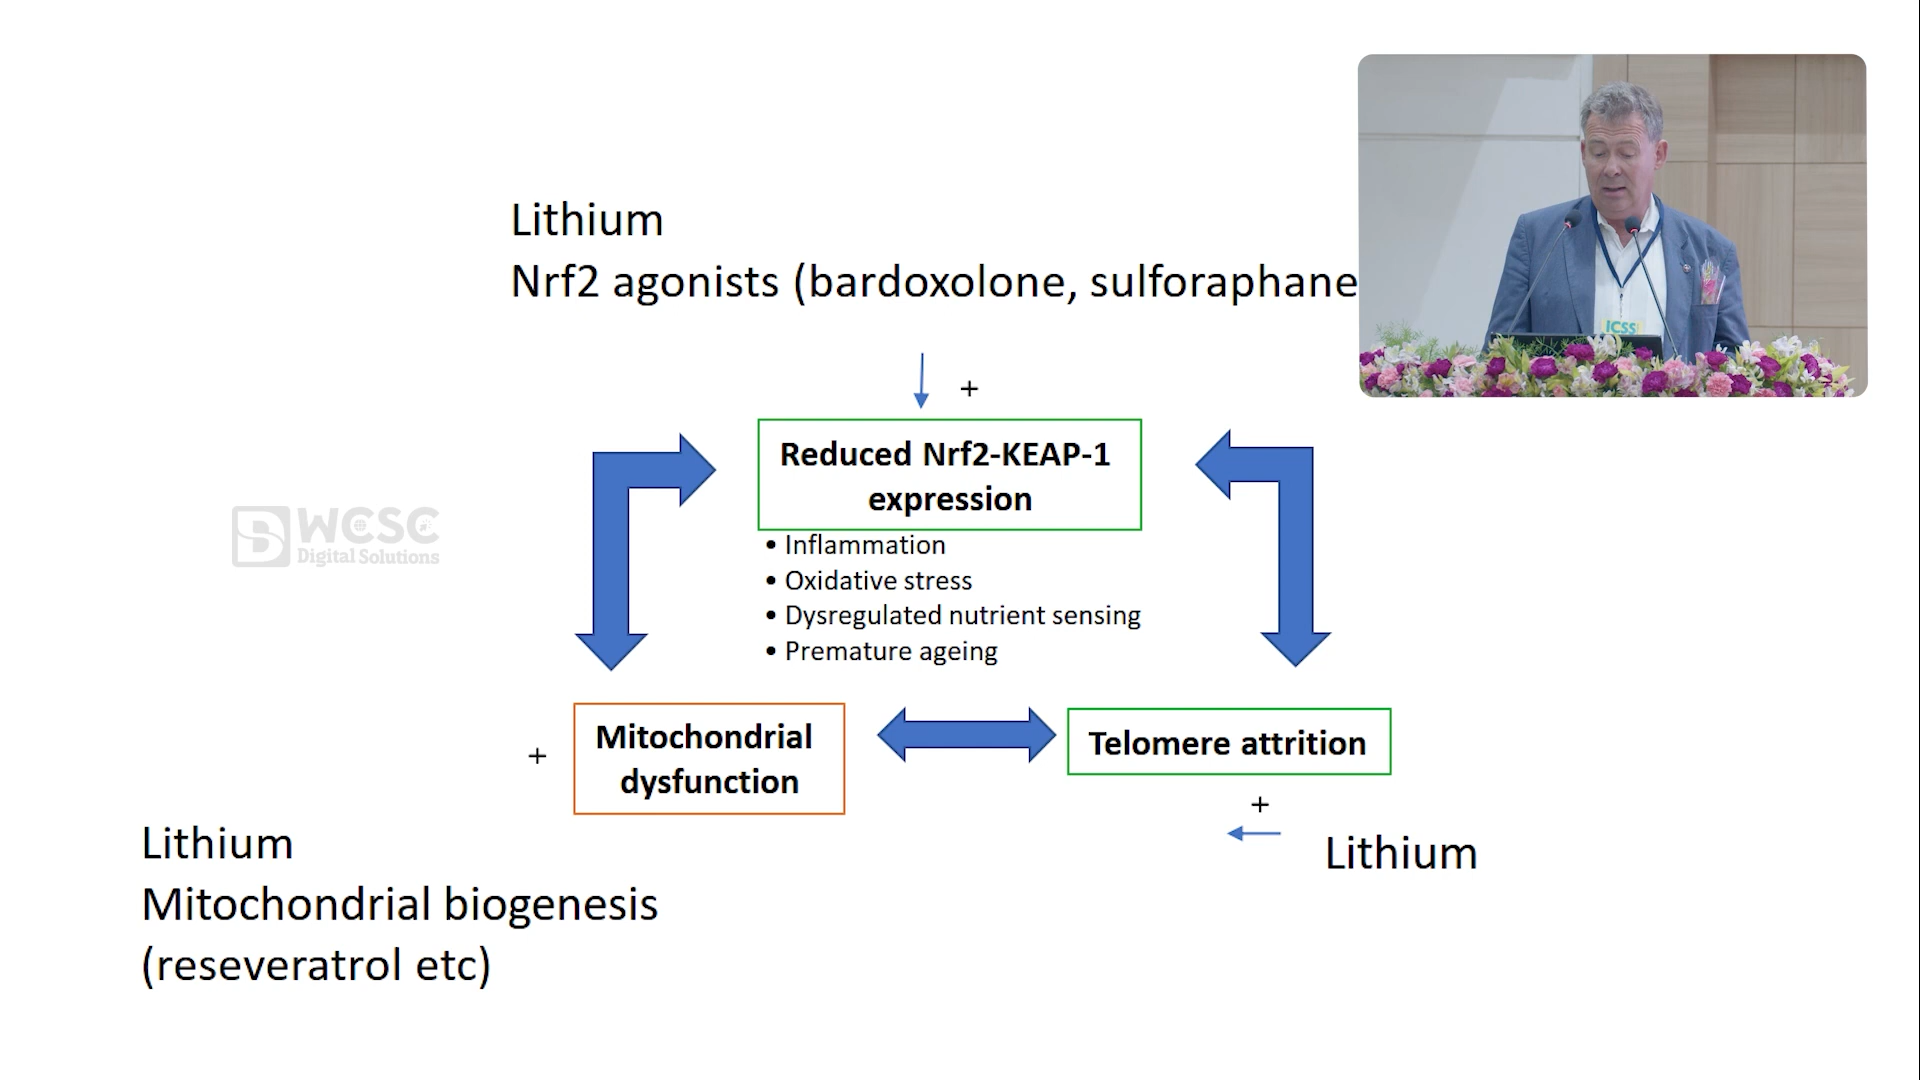 Lithium
Nrf2 agonists (bardoxolone, sulforaphane
ICSS
+
Reduced Nrf2-KEAP-1
expression
• Inflammation
• Oxidative stress
• Dysregulated nutrient sensing
• Premature ageing
WCSC
Digital Solutions
+
Mitochondrial
dysfunction
Telomere attrition
+
Lithium
Lithium
Mitochondrial biogenesis
(reseveratrol etc)